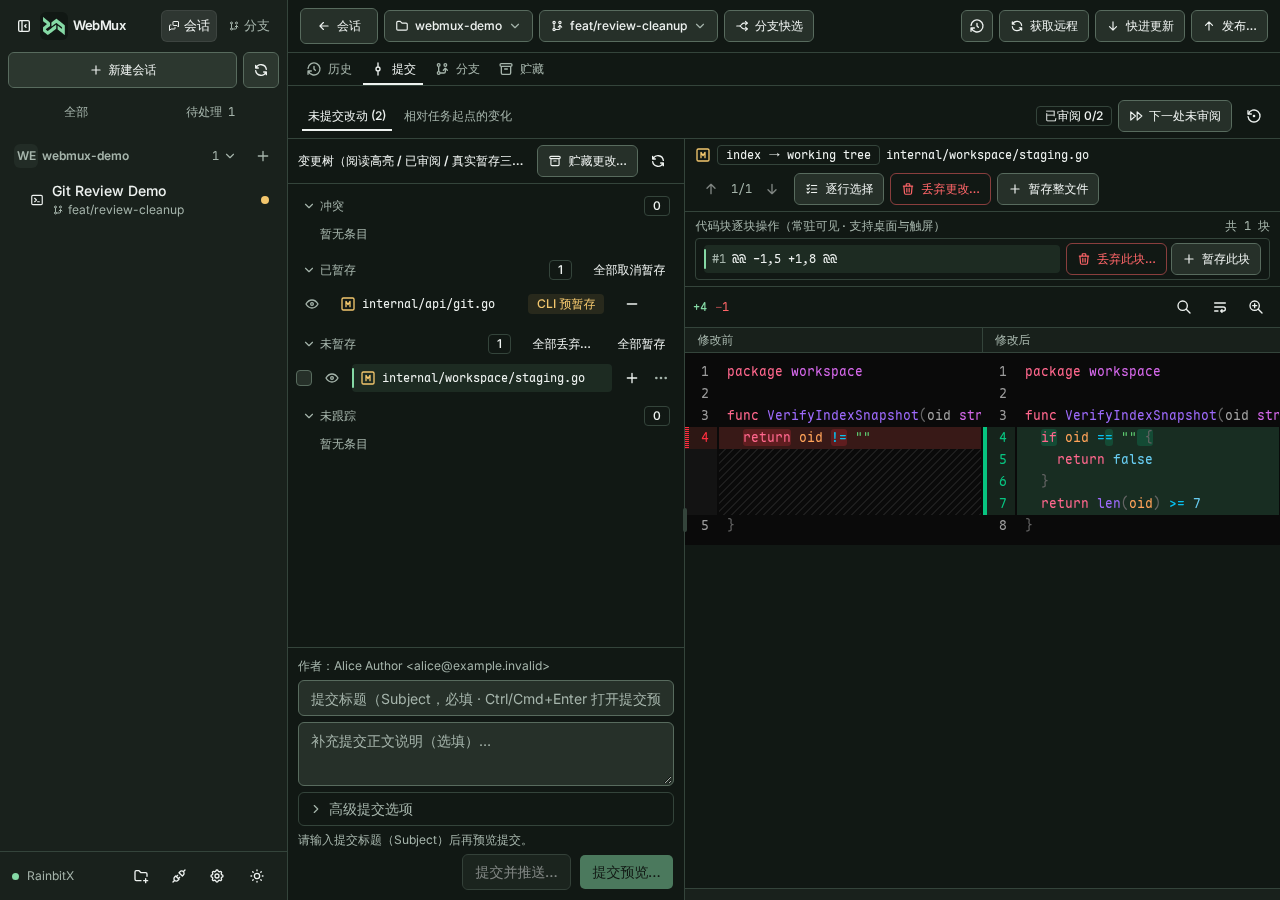 WebMux
会话
分支
新建会话
全部
待处理 1
WE webmux-demo 1
Git Review Demo
feat/review-cleanup
RainbitX
会话
webmux-demo
feat/review-cleanup
分支快选
获取远程
快进更新
发布...
历史
提交
分支
贮藏
未提交改动 (2)
相对任务起点的变化
已审阅 0/2
下一处未审阅
变更树（阅读高亮 / 已审阅 / 真实暂存三...
贮藏更改...
冲突 0
暂无条目
已暂存 1 全部取消暂存
M internal/api/git.go CLI 预暂存
未暂存 1 全部丢弃... 全部暂存
M internal/workspace/staging.go
未跟踪 0
暂无条目
作者：Alice Author <alice@example.invalid>
提交标题（Subject，必填 · Ctrl/Cmd+Enter 打开提交预
补充提交正文说明（选填）...
高级提交选项
请输入提交标题（Subject）后再预览提交。
提交并推送...
提交预览...
M index → working tree internal/workspace/staging.go
1/1
逐行选择
丢弃更改...
暂存整文件
代码块逐块操作（常驻可见 · 支持桌面与触屏） 共 1 块
#1 @@ -1,5 +1,8 @@
丢弃此块...
暂存此块
+4 -1
修改前
1 package workspace
2
3 func VerifyIndexSnapshot(oid str
4 return oid != ""
5 }
修改后
1 package workspace
2
3 func VerifyIndexSnapshot(oid str
4 if oid == "" {
5 return false
6 }
7 return len(oid) >= 7
8 }